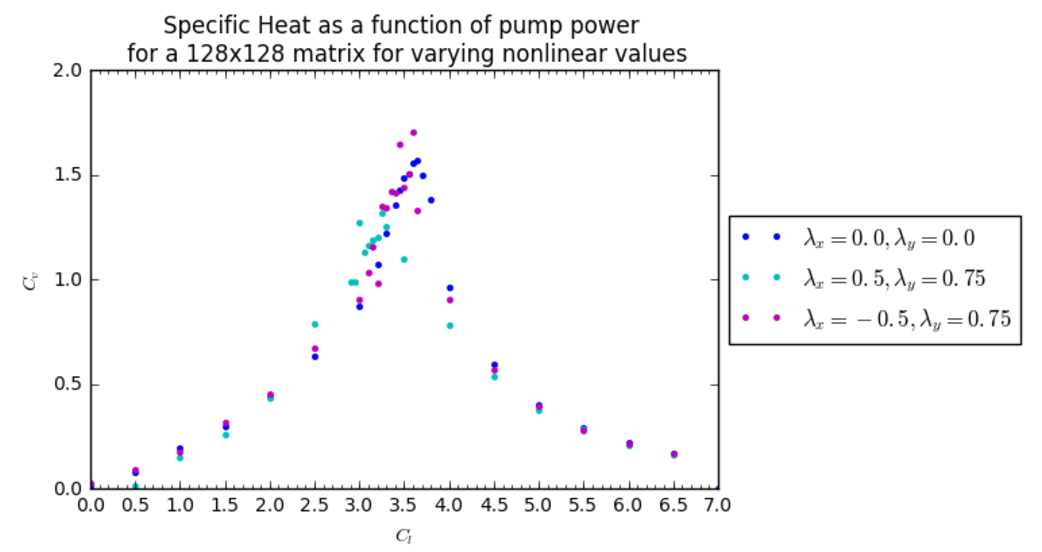 Specific Heat as a function of pump power
for a 128x128 matrix for varying nonlinear values
2.0
1.5
1.0
0.5
0.0
C_v
0.0 0.5 1.0 1.5 2.0 2.5 3.0 3.5 4.0 4.5 5.0 5.5 6.0 6.5 7.0
C_l
λ_x = 0.0, λ_y = 0.0
λ_x = 0.5, λ_y = 0.75
λ_x = −0.5, λ_y = 0.75